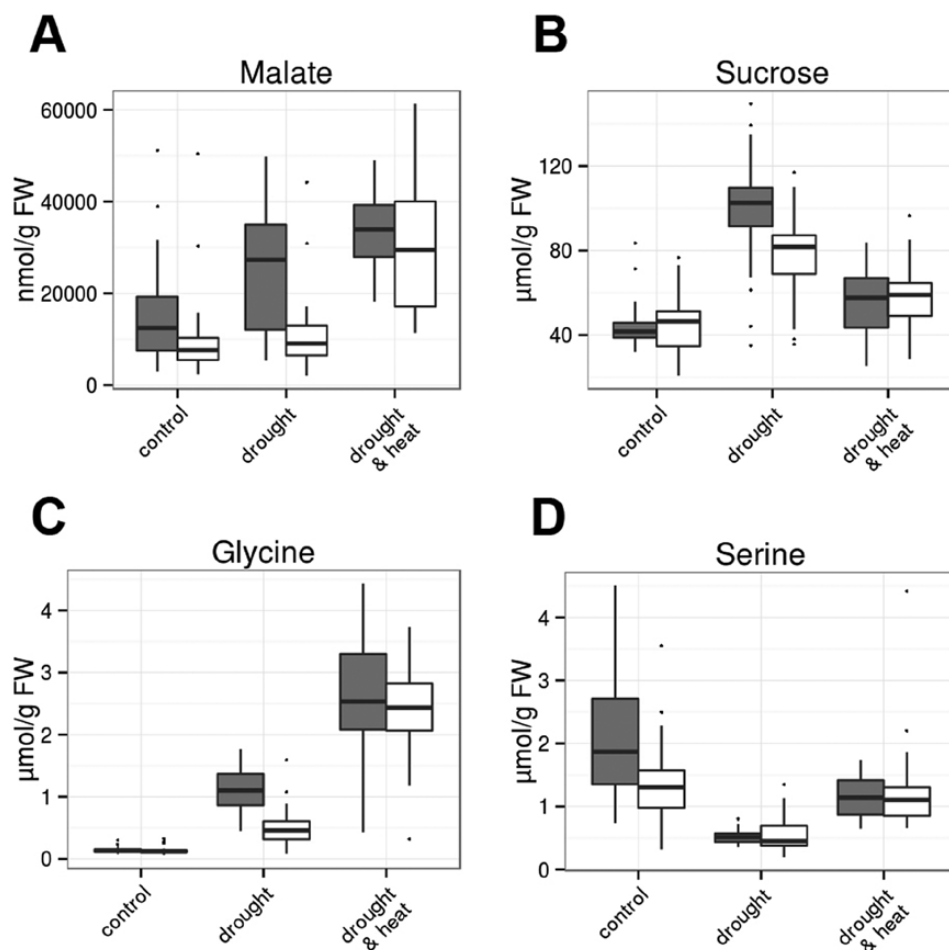 A
Malate
nmol/g FW
60000
40000
20000
0
control
drought
drought
& heat
B
Sucrose
µmol/g FW
120
80
40
control
drought
drought
& heat
C
Glycine
µmol/g FW
4
3
2
1
0
control
drought
drought
& heat
D
Serine
µmol/g FW
4
3
2
1
0
control
drought
drought
& heat